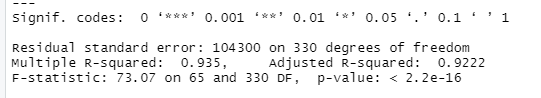 ---
Signif. codes:  0 ‘***’ 0.001 ‘**’ 0.01 ‘*’ 0.05 ‘.’ 0.1 ‘ ’ 1
Residual standard error: 104300 on 330 degrees of freedom
Multiple R-squared:  0.935,	Adjusted R-squared:  0.9222
F-statistic: 73.07 on 65 and 330 DF,  p-value: < 2.2e-16